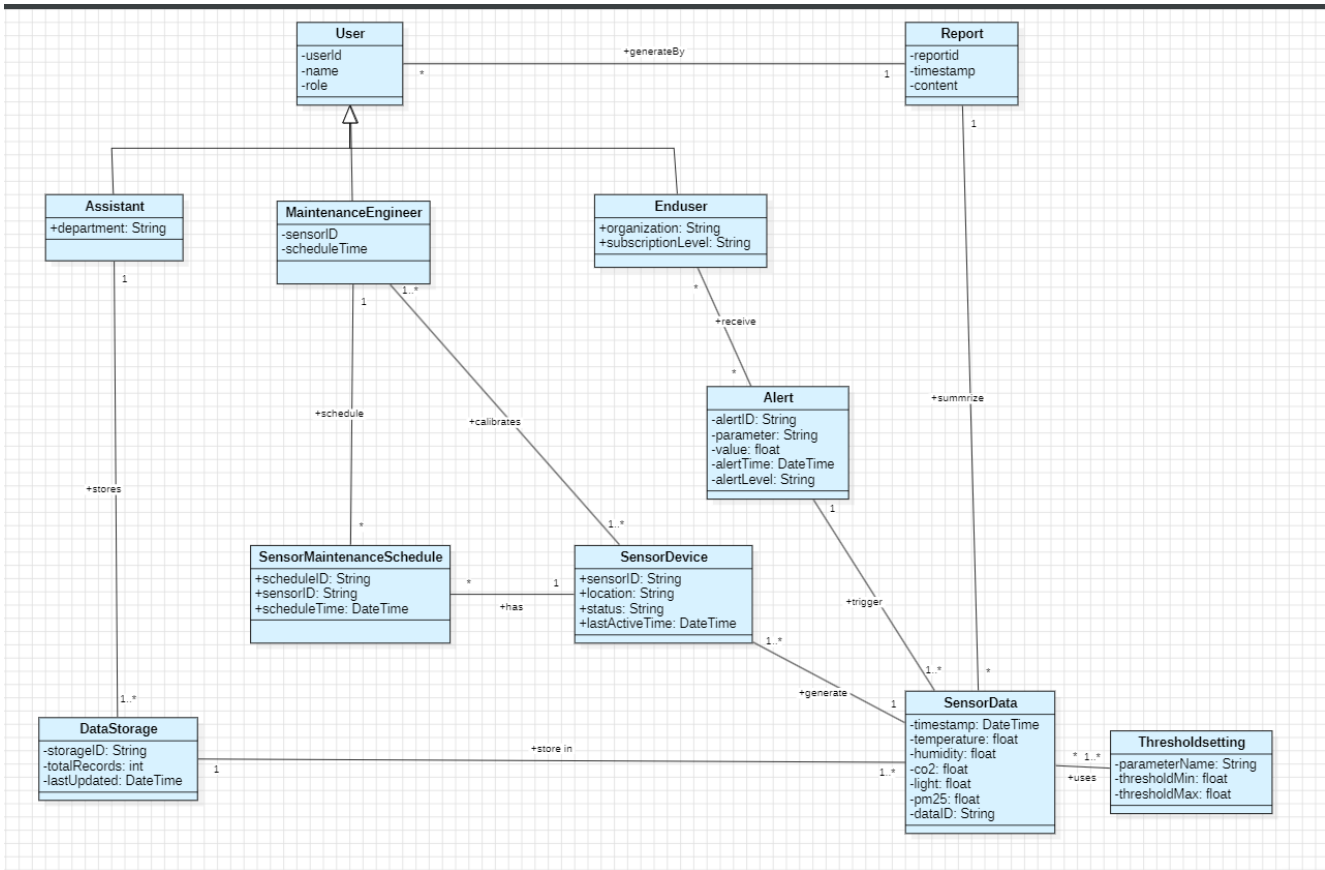 User
-userId
-name
-role
+generateBy
*
1
Report
-reportid
-timestamp
-content
1
Assistant
+department: String
1
MaintenanceEngineer
-sensorID
-scheduleTime
1..*
1
Enduser
+organization: String
+subscriptionLevel: String
*
+receive
*
Alert
-alertID: String
-parameter: String
-value: float
-alertTime: DateTime
-alertLevel: String
1
+summrize
+schedule
+calibrates
+stores
*
1..*
SensorMaintenanceSchedule
+scheduleID: String
+sensorID: String
+scheduleTime: DateTime
*
1
+has
SensorDevice
+sensorID: String
+location: String
+status: String
+lastActiveTime: DateTime
1..*
+trigger
+generate
1
1..*
*
1..*
DataStorage
-storageID: String
-totalRecords: int
-lastUpdated: DateTime
1
+store in
1..*
SensorData
-timestamp: DateTime
-temperature: float
-humidity: float
-co2: float
-light: float
-pm25: float
-dataID: String
*
1..*
+uses
Thresholdsetting
-parameterName: String
-thresholdMin: float
-thresholdMax: float